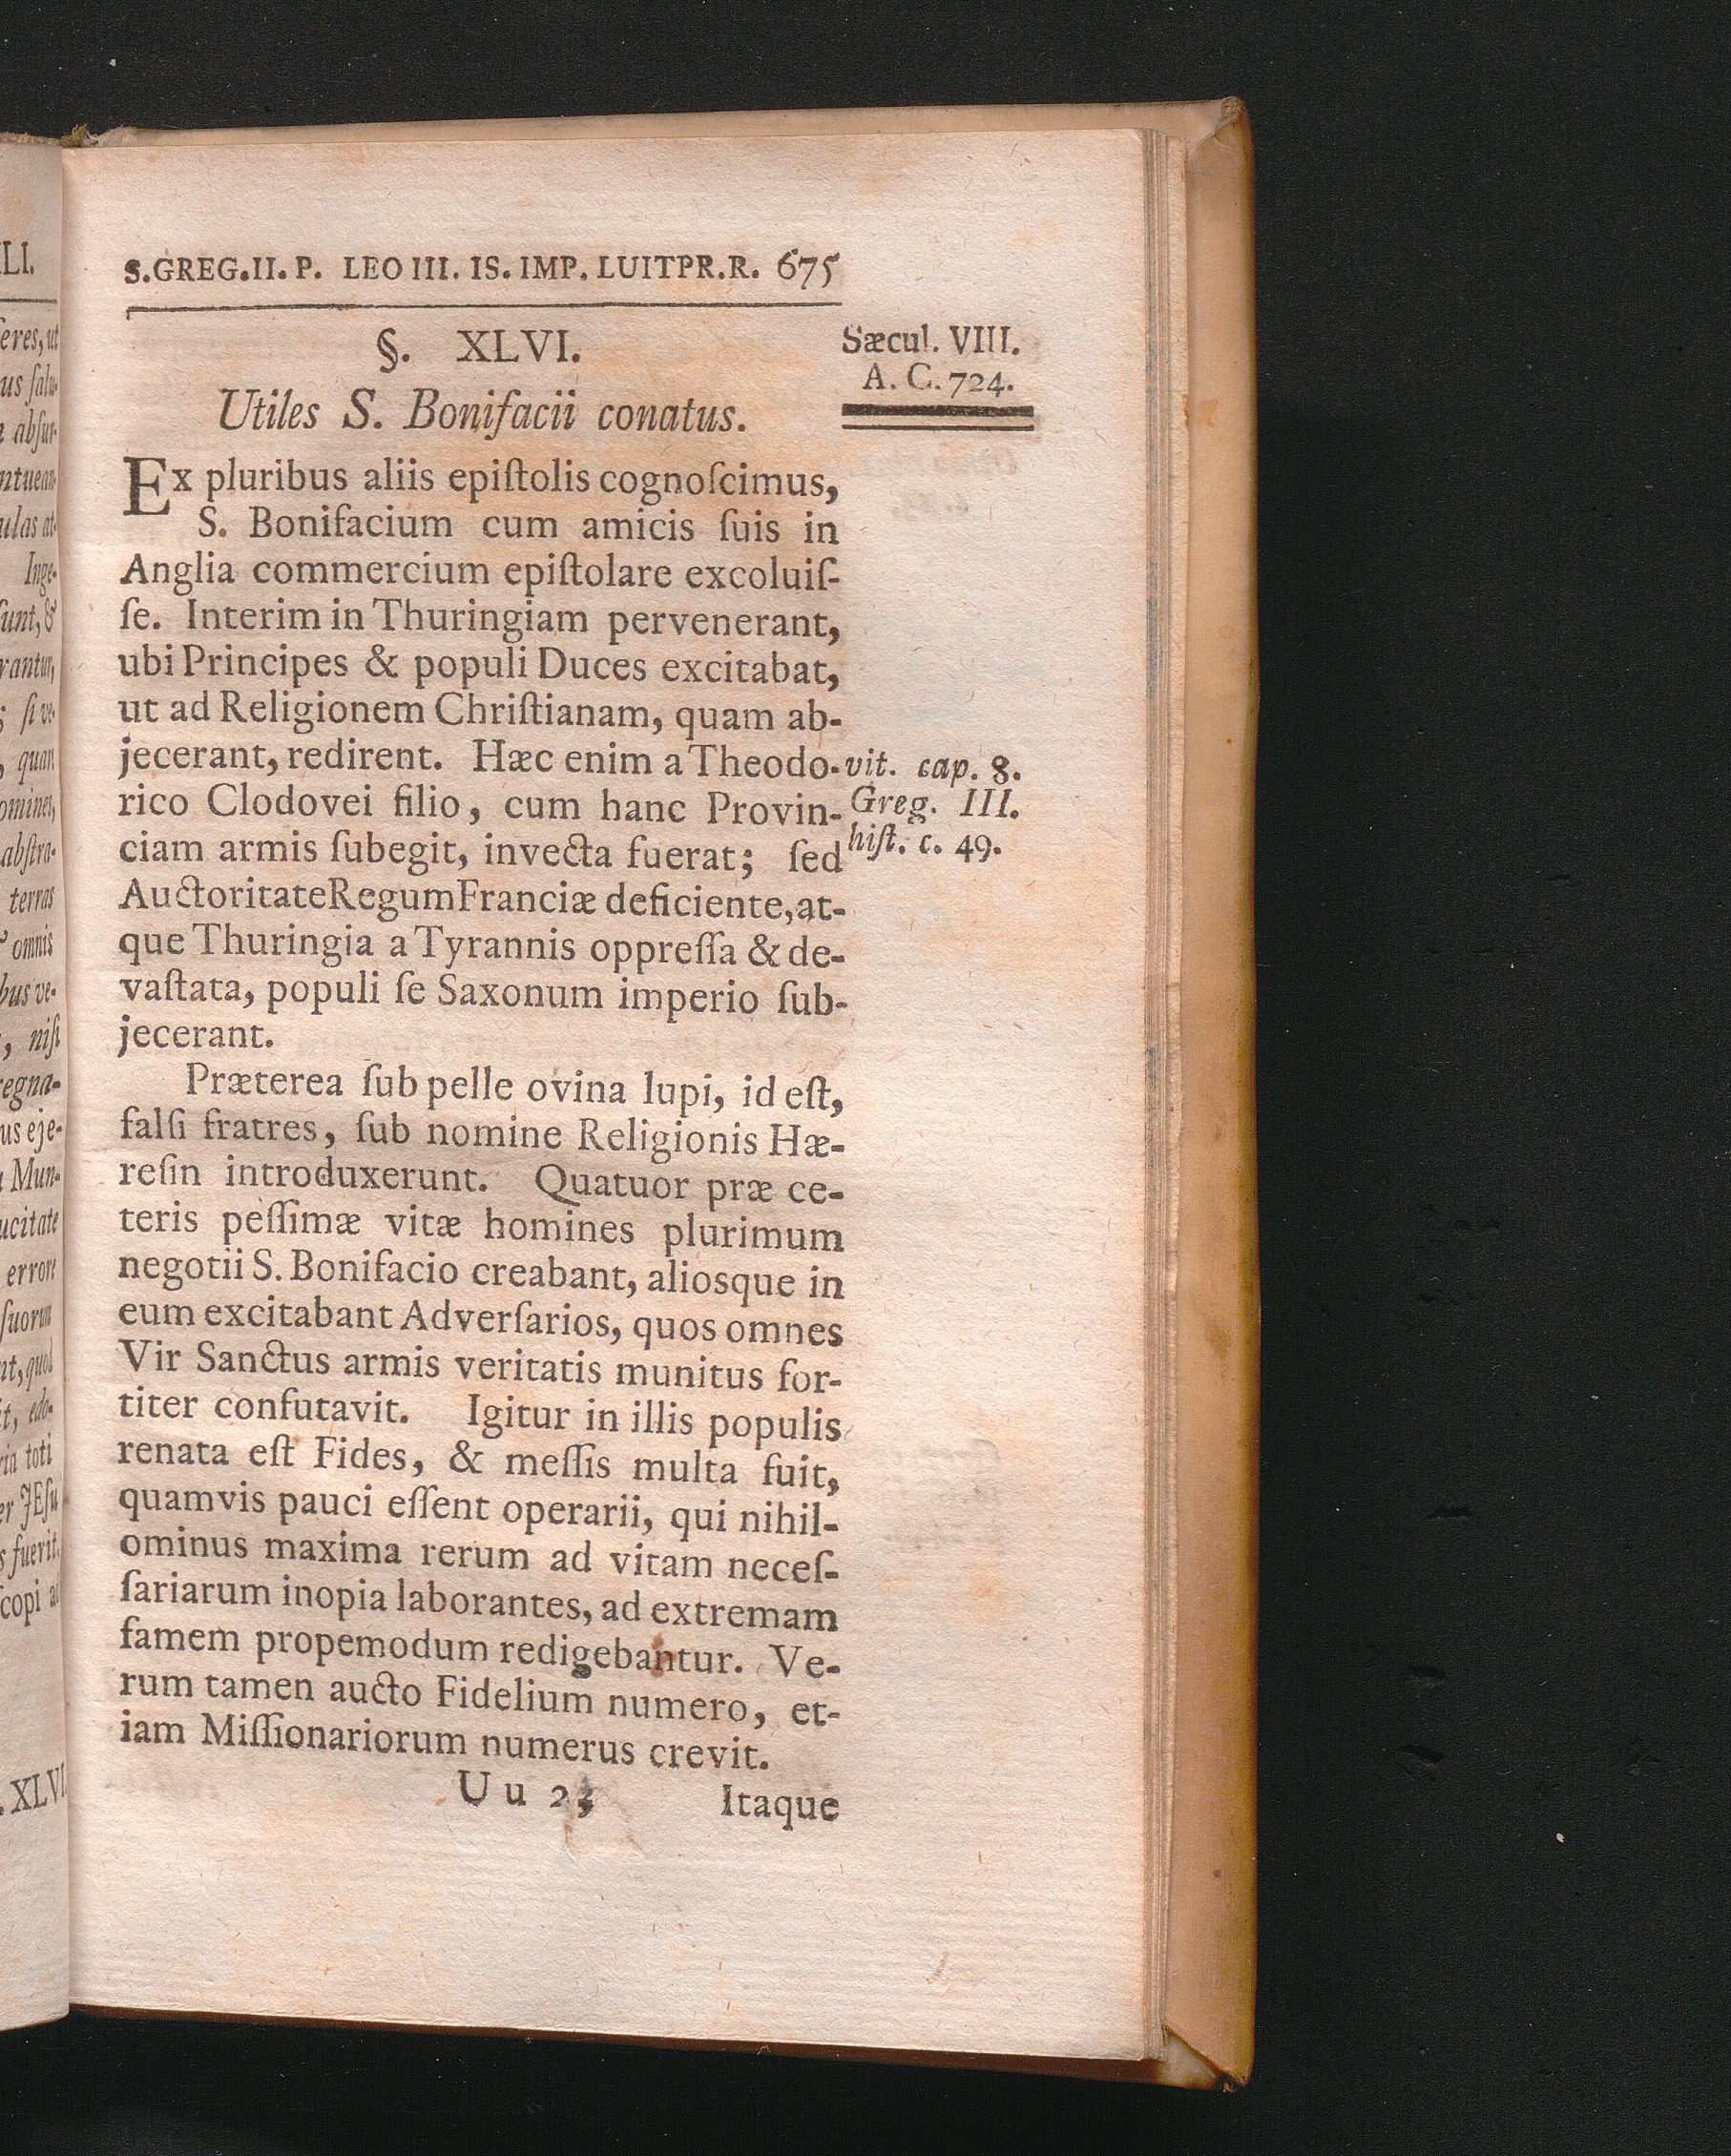 S.GREG.II. P. LEO III. IS. IMP. LUITPR.R. 675
§. XLVI.
Sæcul. VIII.
A. C. 724.
Utiles S. Bonifacii conatus.
Ex pluribus aliis epiſtolis cognoſcimus,
S. Bonifacium cum amicis ſuis in
Anglia commercium epiſtolare excoluiſ-
ſe. Interim in Thuringiam pervenerant,
ubi Principes & populi Duces excitabat,
ut ad Religionem Chriſtianam, quam ab-
jecerant, redirent. Hæc enim a Theodo-
rico Clodovei filio, cum hanc Provin-
ciam armis ſubegit, invecta fuerat; ſed
Auctoritate Regum Franciæ deficiente, at-
que Thuringia a Tyrannis oppreſſa & de-
vaſtata, populi ſe Saxonum imperio ſub-
jecerant.
vit. cap. 8.
Greg. III.
hiſt. c. 49.
Præterea ſub pelle ovina lupi, id eſt,
falſi fratres, ſub nomine Religionis Hæ-
reſin introduxerunt. Quatuor præ ce-
teris peſſimæ vitæ homines plurimum
negotii S. Bonifacio creabant, aliosque in
eum excitabant Adverſarios, quos omnes
Vir Sanctus armis veritatis munitus for-
titer confutavit. Igitur in illis populis
renata eſt Fides, & meſſis multa fuit,
quamvis pauci eſſent operarii, qui nihil-
ominus maxima rerum ad vitam neceſ-
ſariarum inopia laborantes, ad extremam
famem propemodum redigebantur. Ve-
rum tamen aucto Fidelium numero, et-
iam Miſſionariorum numerus crevit.
U u 2
Itaque